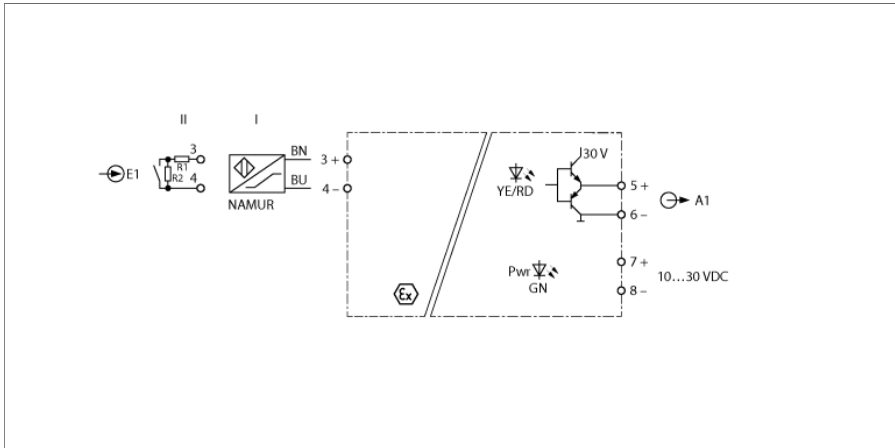 II
I
E1
3
R1
R2
4
BN
BU
NAMUR
3 +
4 –
Ex
YE/RD
30 V
5 +
6 –
A1
Pwr
GN
7 +
8 –
10...30 VDC